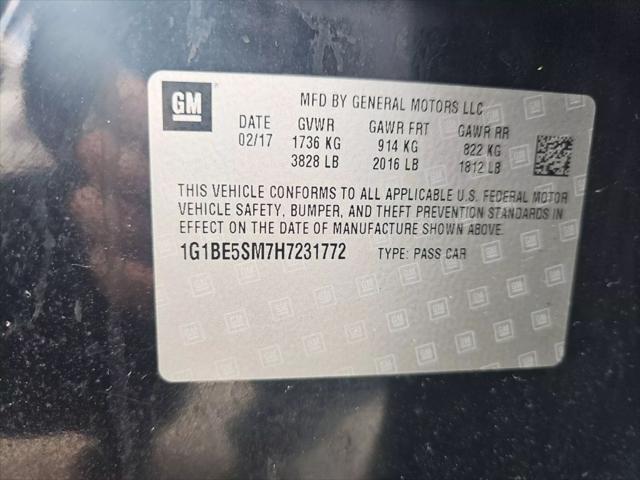 GM
MFD BY GENERAL MOTORS LLC
DATE GVWR GAWR FRT GAWR RR
02/17 1736 KG 914 KG 822 KG
3828 LB 2016 LB 1812 LB
THIS VEHICLE CONFORMS TO ALL APPLICABLE U.S. FEDERAL MOTOR
VEHICLE SAFETY, BUMPER, AND THEFT PREVENTION STANDARDS IN
EFFECT ON THE DATE OF MANUFACTURE SHOWN ABOVE.
1G1BE5SM7H7231772 TYPE: PASS CAR